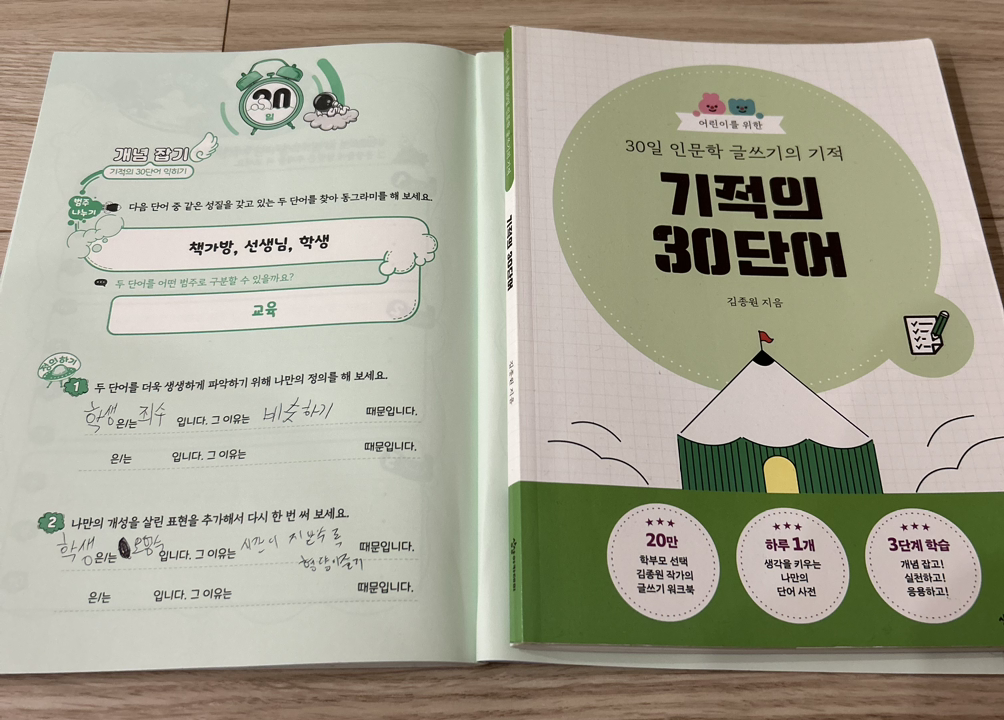 30
일
개념 잡기
기적의 30단어 익히기
범주
나누기
다음 단어 중 같은 성질을 갖고 있는 두 단어를 찾아 동그라미를 해 보세요.
책가방, 선생님, 학생
두 단어를 어떤 범주로 구분할 수 있을까요?
교육
정의하기
1 두 단어를 더욱 생생하게 파악하기 위해 나만의 정의를 해 보세요.
학생은/는 죄수 입니다. 그 이유는 비슷하기 때문입니다.
은/는 입니다. 그 이유는 때문입니다.
2 나만의 개성을 살린 표현을 추가해서 다시 한 번 써 보세요.
학생은/는 입니다. 그 이유는 시간이 지날수록 때문입니다.
은/는 입니다. 그 이유는 때문입니다.
기적의 30단어
김종원 지음
어린이를 위한
30일 인문학 글쓰기의 기적
기적의
30단어
김종원 지음
20만
학부모 선택
김종원 작가의
글쓰기 워크북
하루 1개
생각을 키우는
나만의
단어 사전
3단계 학습
개념 잡고!
실천하고!
응용하고!